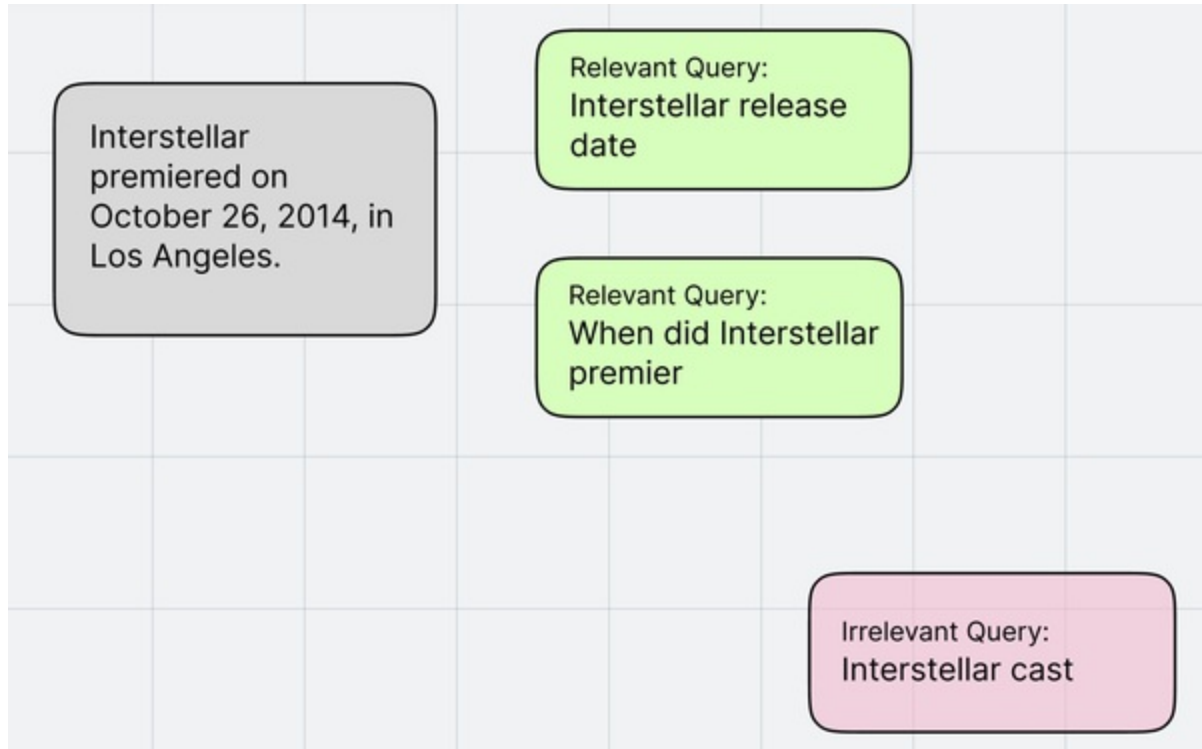 Interstellar
premiered on
October 26, 2014, in
Los Angeles.
Relevant Query:
Interstellar release
date
Relevant Query:
When did Interstellar
premier
Irrelevant Query:
Interstellar cast